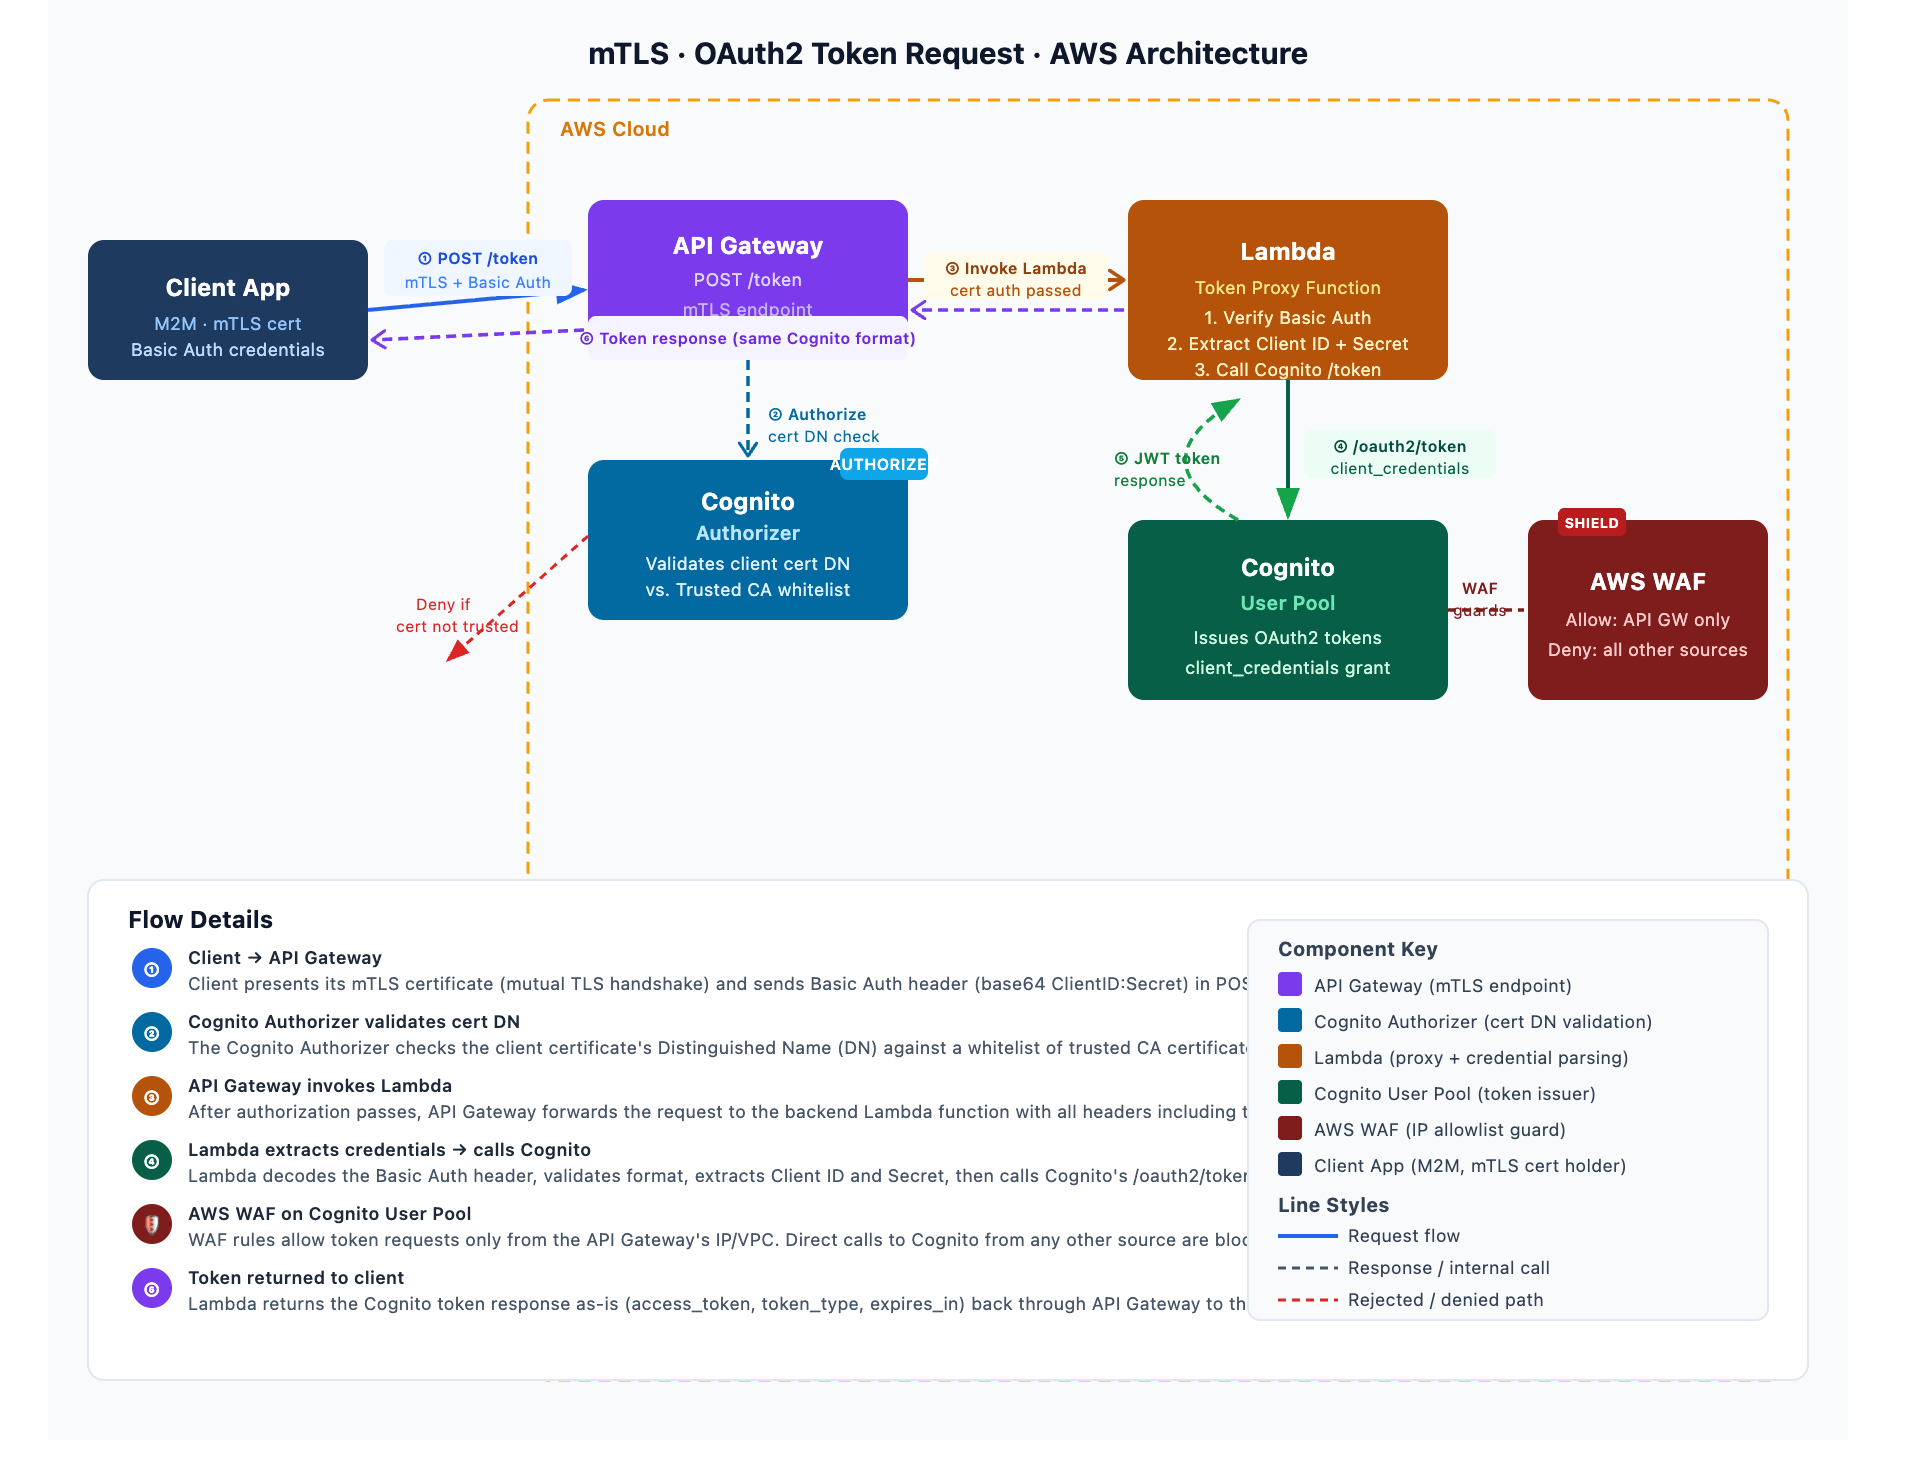 mTLS · OAuth2 Token Request · AWS Architecture
AWS Cloud
Client App
M2M · mTLS cert
Basic Auth credentials
① POST /token
mTLS + Basic Auth
API Gateway
POST /token
mTLS endpoint
⑥ Token response (same Cognito format)
③ Invoke Lambda
cert auth passed
Lambda
Token Proxy Function
1. Verify Basic Auth
2. Extract Client ID + Secret
3. Call Cognito /token
② Authorize
cert DN check
AUTHORIZE
Cognito
Authorizer
Validates client cert DN
vs. Trusted CA whitelist
Deny if
cert not trusted
⑤ JWT token
response
④ /oauth2/token
client_credentials
Cognito
User Pool
Issues OAuth2 tokens
client_credentials grant
WAF
guards
SHIELD
AWS WAF
Allow: API GW only
Deny: all other sources
Flow Details
①
Client → API Gateway
Client presents its mTLS certificate (mutual TLS handshake) and sends Basic Auth header (base64 ClientID:Secret) in POS
②
Cognito Authorizer validates cert DN
The Cognito Authorizer checks the client certificate's Distinguished Name (DN) against a whitelist of trusted CA certificat
③
API Gateway invokes Lambda
After authorization passes, API Gateway forwards the request to the backend Lambda function with all headers including t
④
Lambda extracts credentials → calls Cognito
Lambda decodes the Basic Auth header, validates format, extracts Client ID and Secret, then calls Cognito's /oauth2/token
AWS WAF on Cognito User Pool
WAF rules allow token requests only from the API Gateway's IP/VPC. Direct calls to Cognito from any other source are bloc
⑥
Token returned to client
Lambda returns the Cognito token response as-is (access_token, token_type, expires_in) back through API Gateway to th
Component Key
API Gateway (mTLS endpoint)
Cognito Authorizer (cert DN validation)
Lambda (proxy + credential parsing)
Cognito User Pool (token issuer)
AWS WAF (IP allowlist guard)
Client App (M2M, mTLS cert holder)
Line Styles
Request flow
Response / internal call
Rejected / denied path